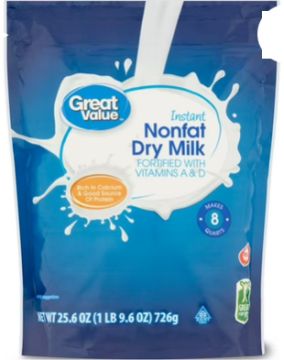 Great
Value
Instant
Nonfat
Dry Milk
FORTIFIED WITH
VITAMINS A & D
Rich In Calcium
& Good Source
Of Protein
MAKES
8
QUARTS
NET WT 25.6 OZ (1 LB 9.6 OZ) 726g